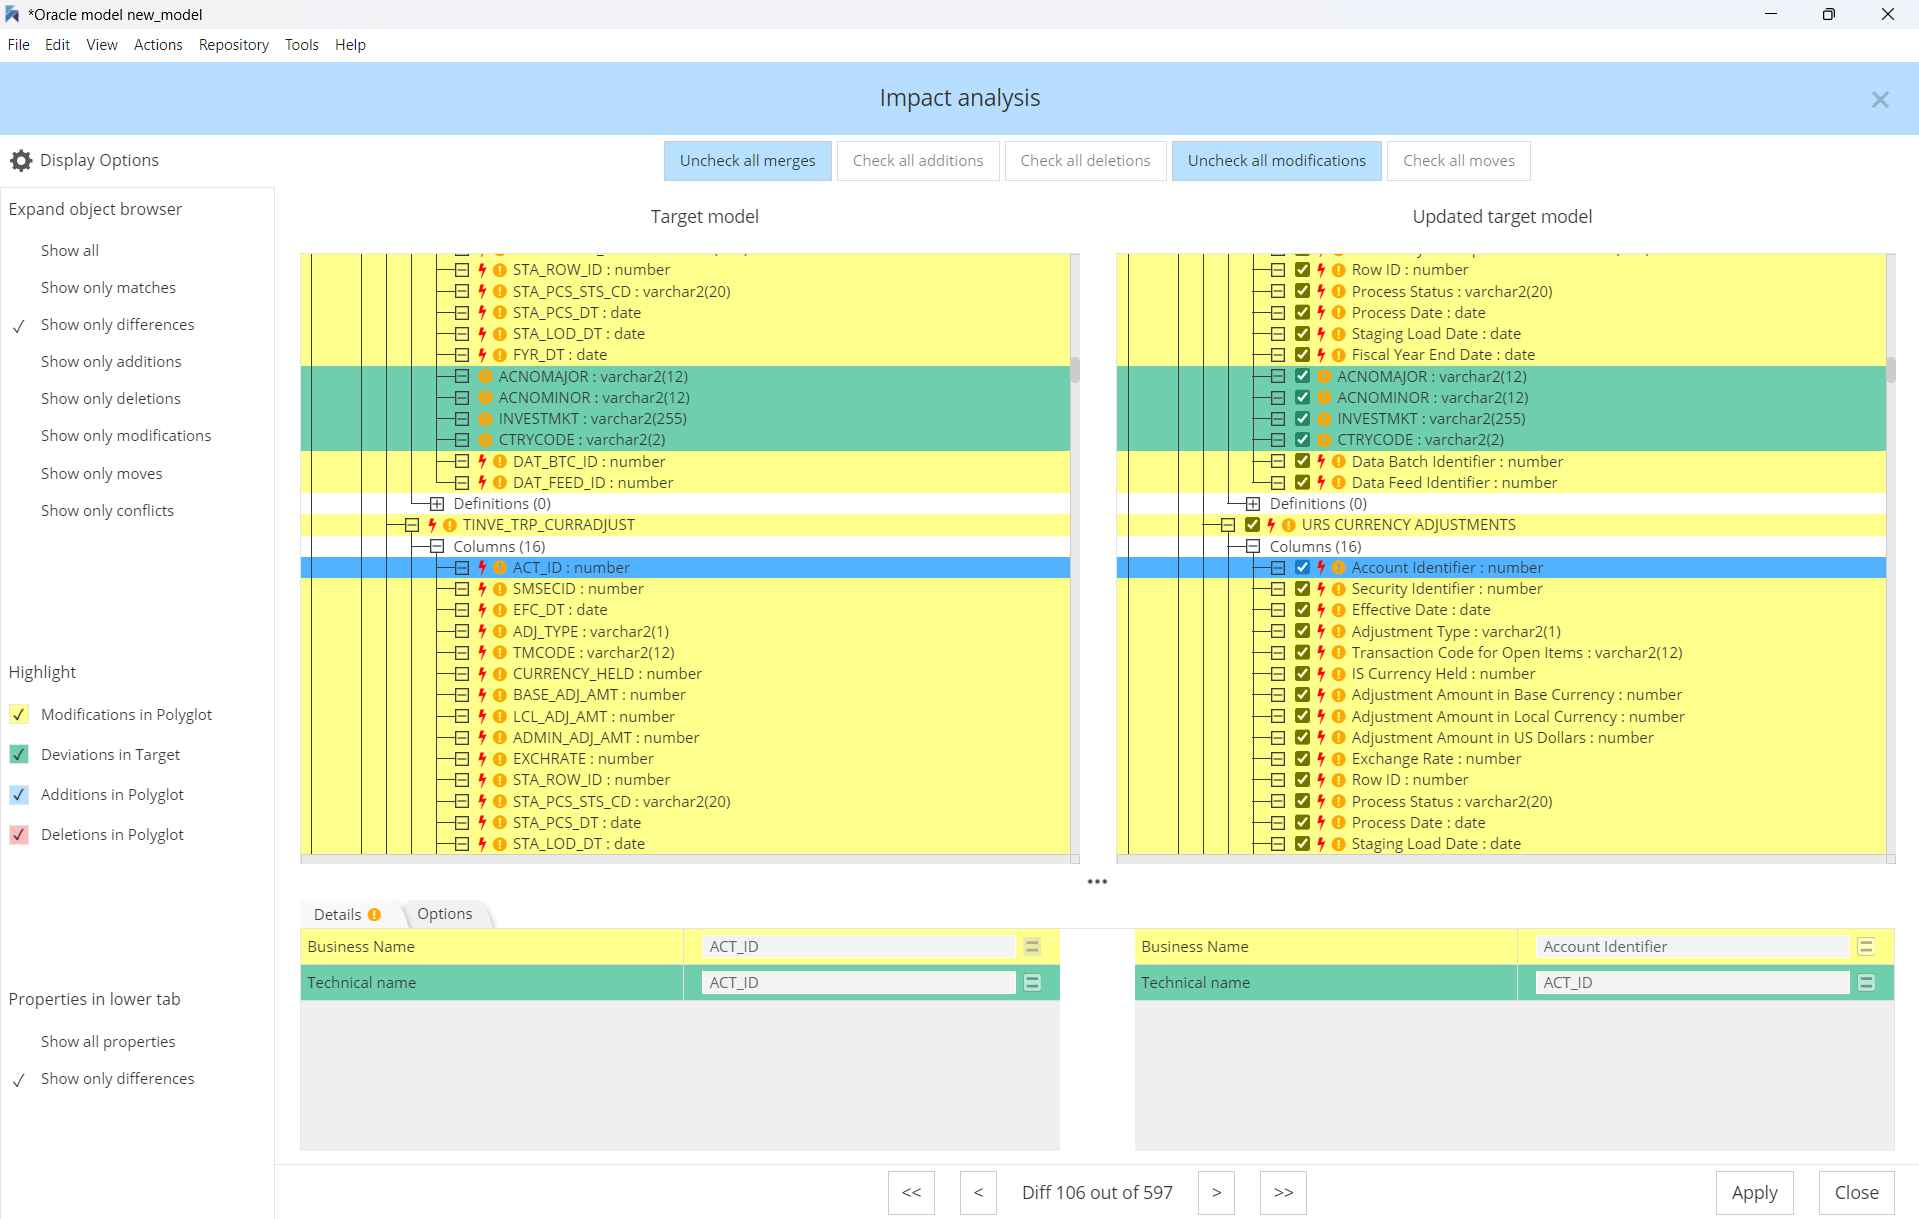 *Oracle model new_model
File Edit View Actions Repository Tools Help
Impact analysis
Display Options
Uncheck all merges
Check all additions
Check all deletions
Uncheck all modifications
Check all moves
Expand object browser
Show all
Show only matches
Show only differences
Show only additions
Show only deletions
Show only modifications
Show only moves
Show only conflicts
Highlight
Modifications in Polyglot
Deviations in Target
Additions in Polyglot
Deletions in Polyglot
Properties in lower tab
Show all properties
Show only differences
Target model
STA_ROW_ID : number
STA_PCS_STS_CD : varchar2(20)
STA_PCS_DT : date
STA_LOD_DT : date
FYR_DT : date
ACNOMAJOR : varchar2(12)
ACNOMINOR : varchar2(12)
INVESTMKT : varchar2(255)
CTRYCODE : varchar2(2)
DAT_BTC_ID : number
DAT_FEED_ID : number
Definitions (0)
TINVE_TRP_CURRADJUST
Columns (16)
ACT_ID : number
SMSECID : number
EFC_DT : date
ADJ_TYPE : varchar2(1)
TMCODE : varchar2(12)
CURRENCY_HELD : number
BASE_ADJ_AMT : number
LCL_ADJ_AMT : number
ADMIN_ADJ_AMT : number
EXCHRATE : number
STA_ROW_ID : number
STA_PCS_STS_CD : varchar2(20)
STA_PCS_DT : date
STA_LOD_DT : date
Updated target model
Row ID : number
Process Status : varchar2(20)
Process Date : date
Staging Load Date : date
Fiscal Year End Date : date
ACNOMAJOR : varchar2(12)
ACNOMINOR : varchar2(12)
INVESTMKT : varchar2(255)
CTRYCODE : varchar2(2)
Data Batch Identifier : number
Data Feed Identifier : number
Definitions (0)
URS CURRENCY ADJUSTMENTS
Columns (16)
Account Identifier : number
Security Identifier : number
Effective Date : date
Adjustment Type : varchar2(1)
Transaction Code for Open Items : varchar2(12)
IS Currency Held : number
Adjustment Amount in Base Currency : number
Adjustment Amount in Local Currency : number
Adjustment Amount in US Dollars : number
Exchange Rate : number
Row ID : number
Process Status : varchar2(20)
Process Date : date
Staging Load Date : date
Details
Options
Business Name ACT_ID
Technical name ACT_ID
Business Name Account Identifier
Technical name ACT_ID
<< < Diff 106 out of 597 > >>
Apply
Close